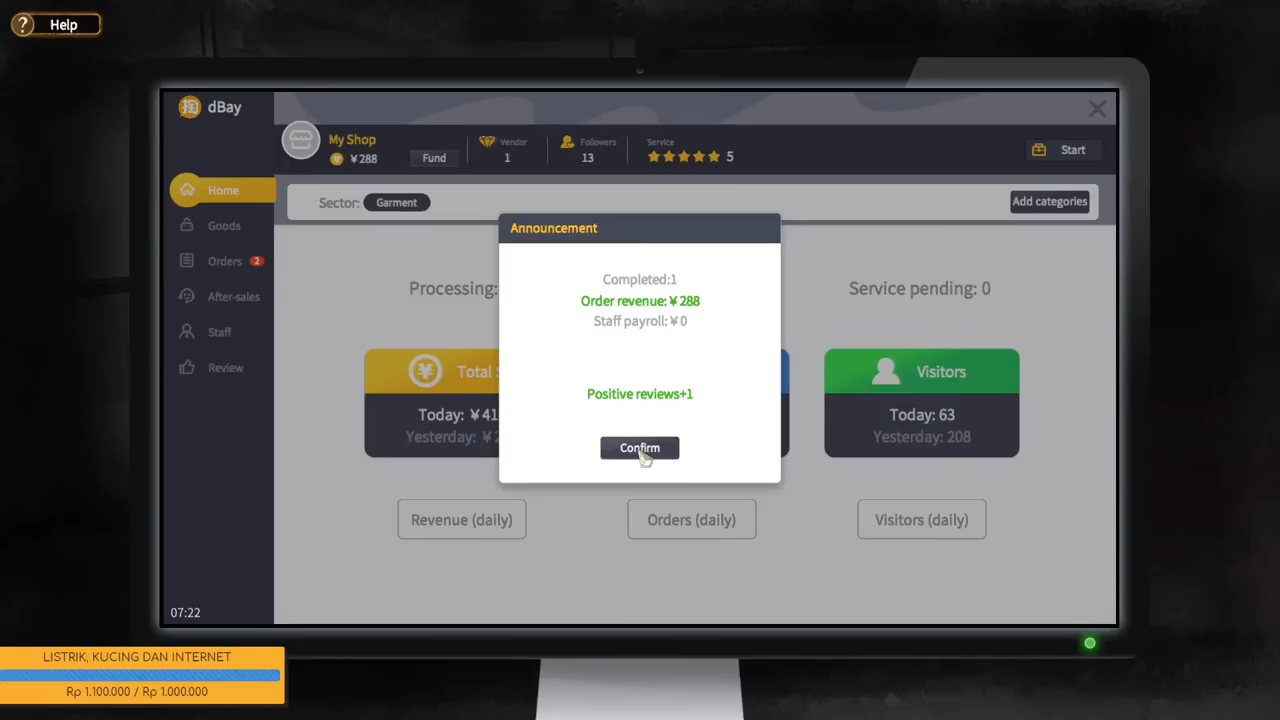 ? Help
掏 dBay
My Shop
¥288
Fund
Vendor
1
Followers
13
Service
5
Start
Home
Sector: Garment
Add categories
Goods
Orders 2
After-sales
Staff
Review
Announcement
Completed:1
Order revenue:¥288
Staff payroll:¥0
Positive reviews+1
Confirm
Processing:
Service pending: 0
Total
Today: ¥41
Yesterday: ¥
Visitors
Today: 63
Yesterday: 208
Revenue (daily)
Orders (daily)
Visitors (daily)
07:22
LISTRIK, KUCING DAN INTERNET
Rp 1.100.000 / Rp 1.000.000